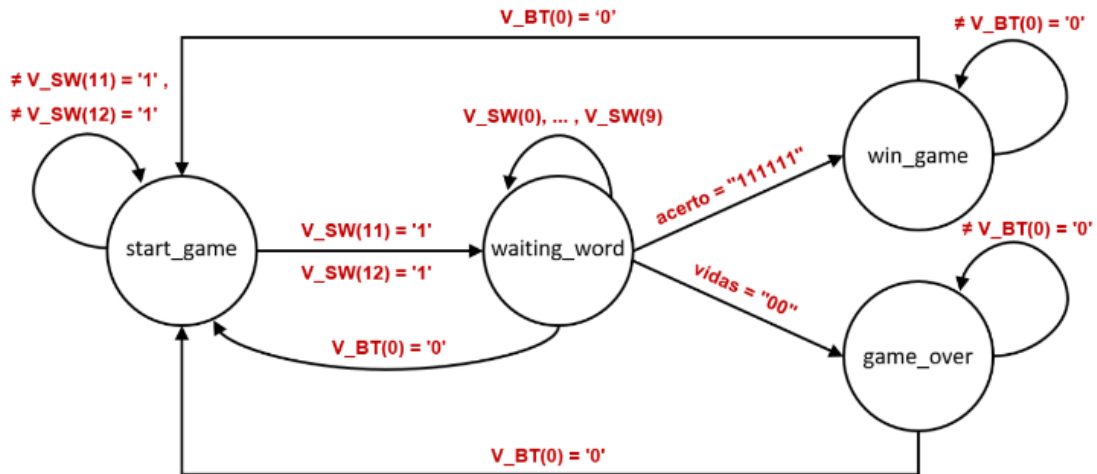 V_BT(0) = ‘0’
≠ V_BT(0) = '0'
≠ V_SW(11) = '1' ,
≠ V_SW(12) = '1'
V_SW(0), ... , V_SW(9)
win_game
acerto = "111111"
start_game
V_SW(11) = '1'
V_SW(12) = '1'
waiting_word
≠ V_BT(0) = '0'
vidas = "00"
V_BT(0) = '0'
game_over
V_BT(0) = '0'